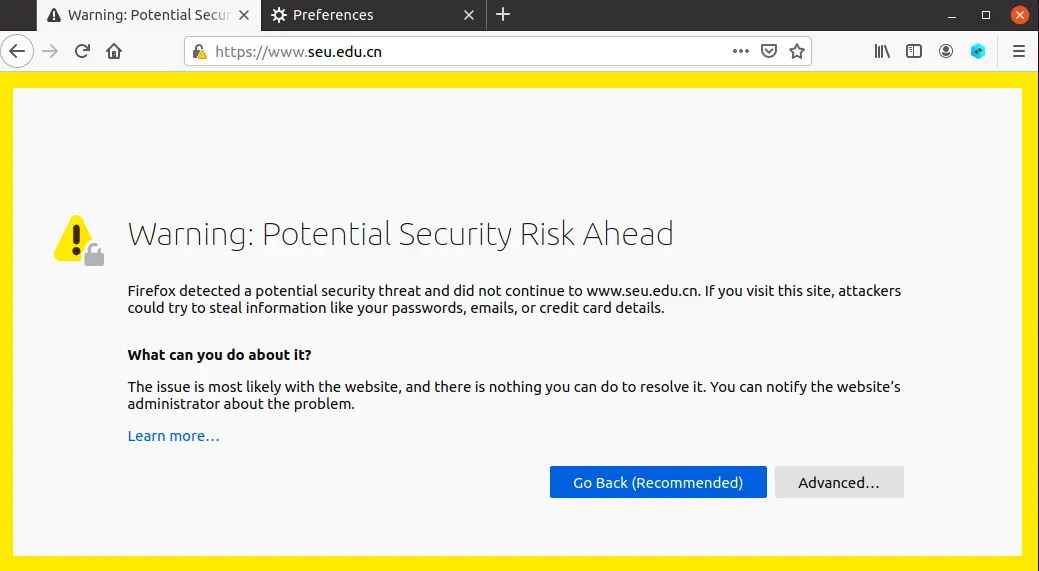 Warning: Potential Secur
Preferences
https://www.seu.edu.cn
Warning: Potential Security Risk Ahead
Firefox detected a potential security threat and did not continue to www.seu.edu.cn. If you visit this site, attackers
could try to steal information like your passwords, emails, or credit card details.
What can you do about it?
The issue is most likely with the website, and there is nothing you can do to resolve it. You can notify the website’s
administrator about the problem.
Learn more…
Go Back (Recommended)
Advanced…